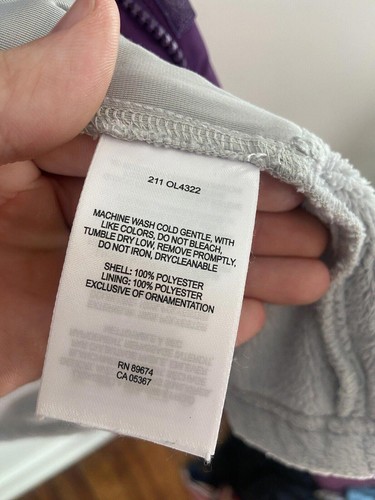 211 OL4322
MACHINE WASH COLD GENTLE, WITH
LIKE COLORS, DO NOT BLEACH,
TUMBLE DRY LOW, REMOVE PROMPTLY,
DO NOT IRON, DRYCLEANABLE
SHELL: 100% POLYESTER
LINING: 100% POLYESTER
EXCLUSIVE OF ORNAMENTATION
RN 89674
CA 05367